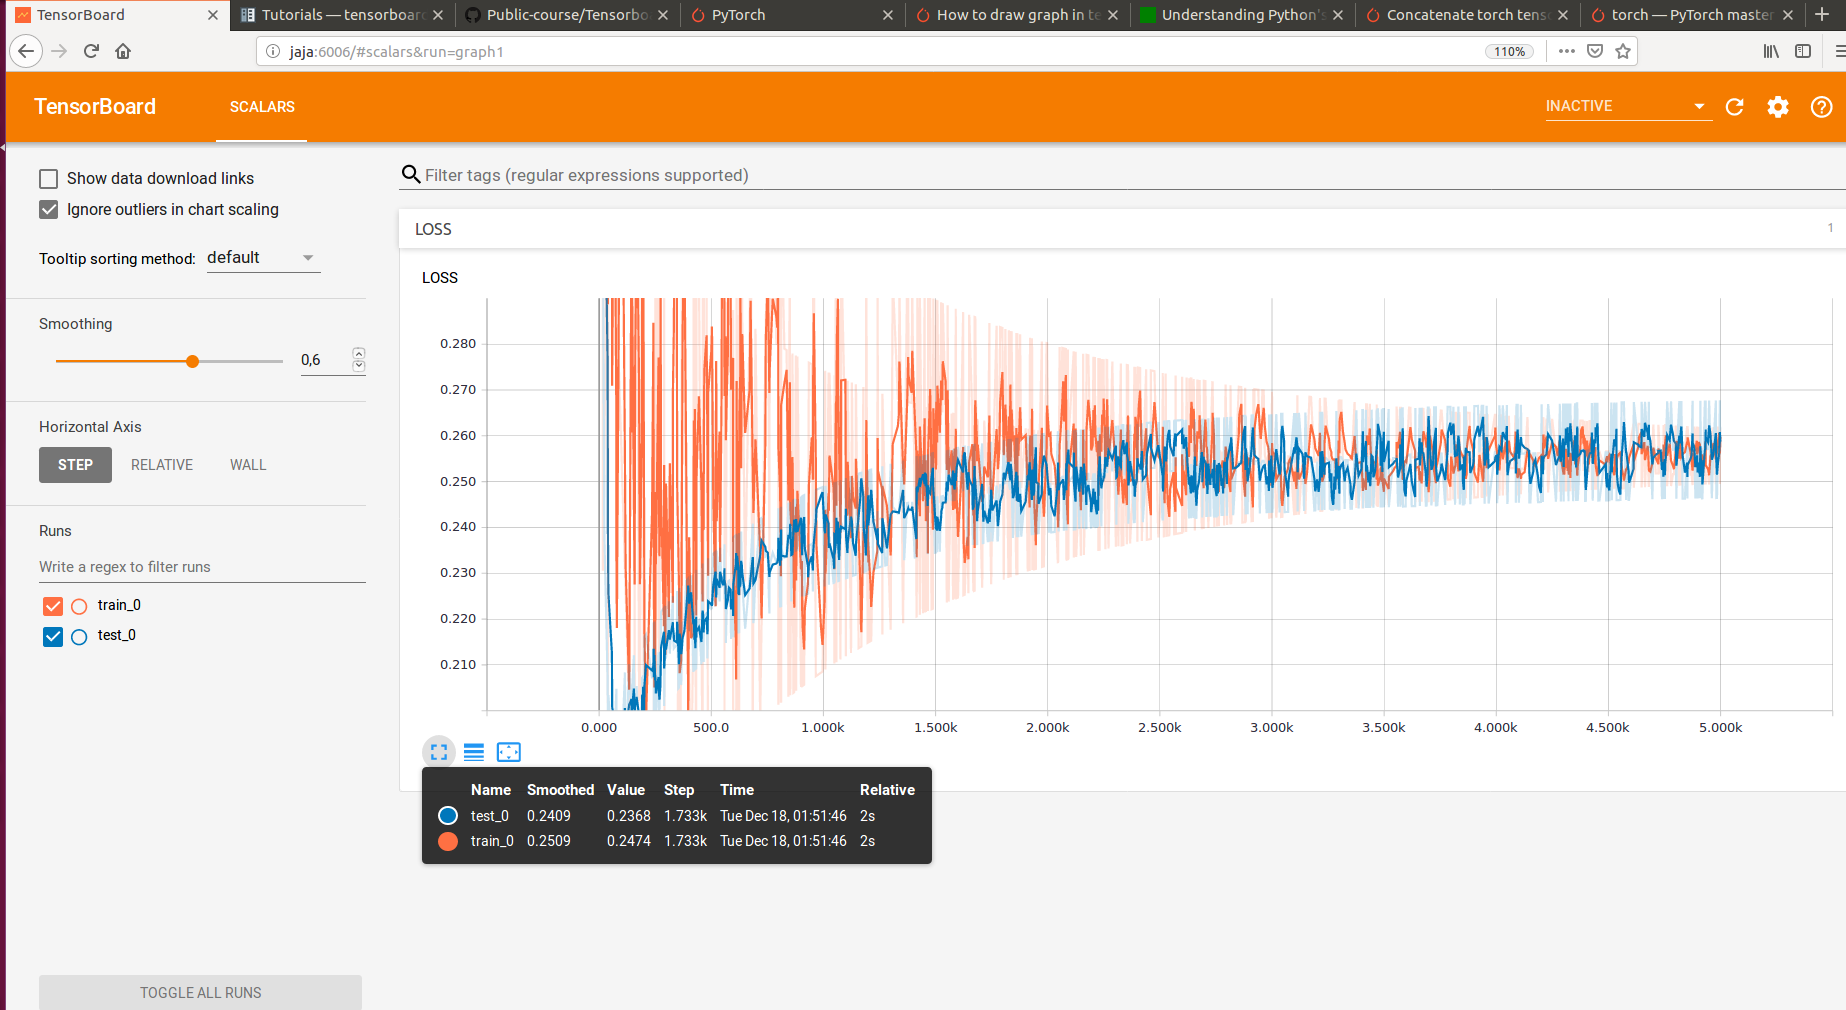 TensorBoard
Tutorials — tensorboard
Public-course/Tensorbo
PyTorch
How to draw graph in te
Understanding Python's
Concatenate torch tens
torch — PyTorch master
jaja:6006/#scalars&run=graph1
110%
TensorBoard
SCALARS
INACTIVE
Show data download links
Ignore outliers in chart scaling
Tooltip sorting method: default
Smoothing
0,6
Horizontal Axis
STEP RELATIVE WALL
Runs
Write a regex to filter runs
train_0
test_0
TOGGLE ALL RUNS
Filter tags (regular expressions supported)
LOSS 1
LOSS
0.280
0.270
0.260
0.250
0.240
0.230
0.220
0.210
0.000 500.0 1.000k 1.500k 2.000k 2.500k 3.000k 3.500k 4.000k 4.500k 5.000k
Name Smoothed Value Step Time Relative
test_0 0.2409 0.2368 1.733k Tue Dec 18, 01:51:46 2s
train_0 0.2509 0.2474 1.733k Tue Dec 18, 01:51:46 2s